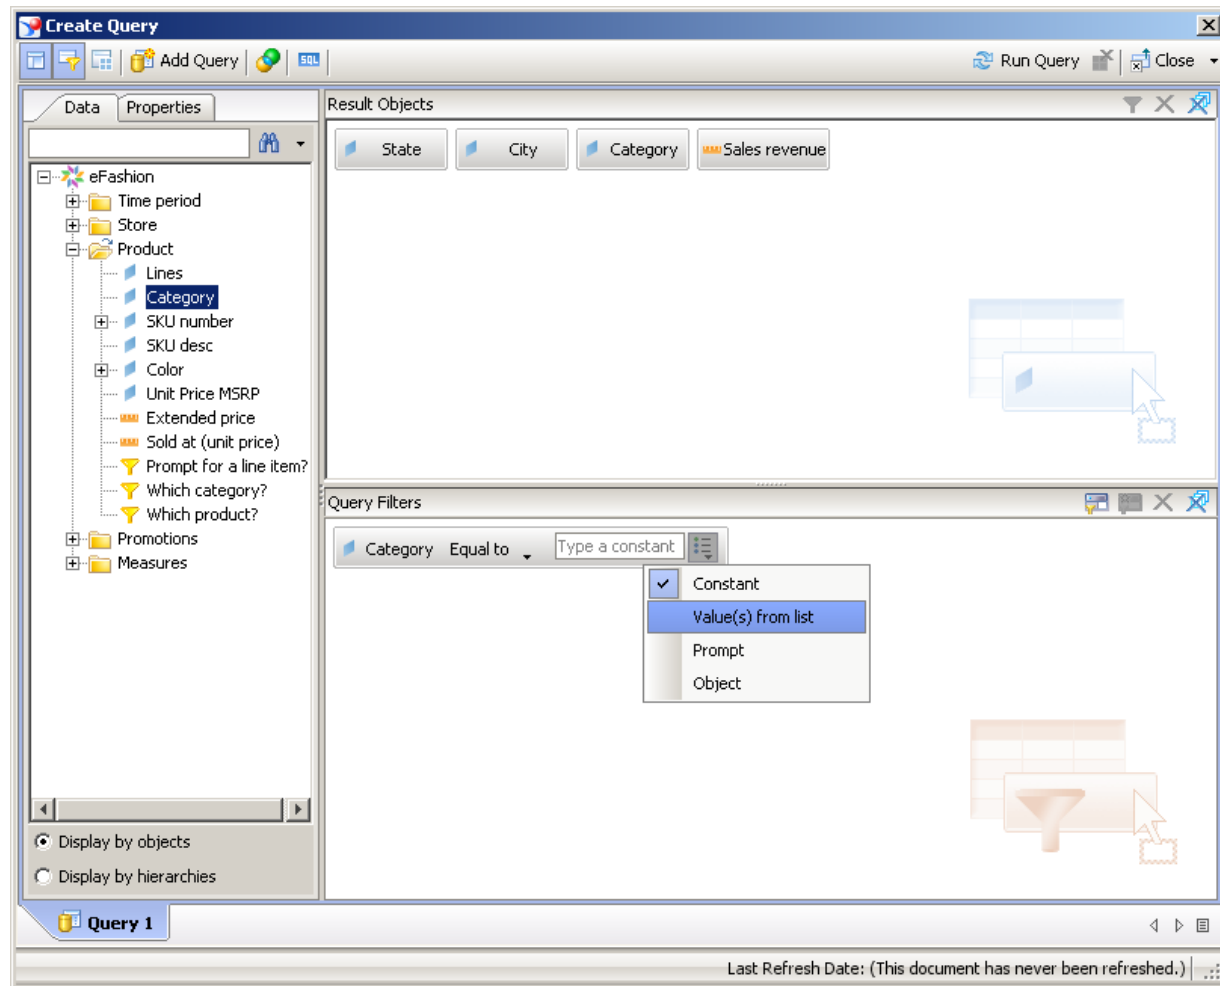 Create Query
Add Query
SQL
Run Query
Close
Data
Properties
eFashion
Time period
Store
Product
Lines
Category
SKU number
SKU desc
Color
Unit Price MSRP
Extended price
Sold at (unit price)
Prompt for a line item?
Which category?
Which product?
Promotions
Measures
Display by objects
Display by hierarchies
Result Objects
State
City
Category
Sales revenue
Query Filters
Category Equal to Type a constant
Constant
Value(s) from list
Prompt
Object
Query 1
Last Refresh Date: (This document has never been refreshed.)